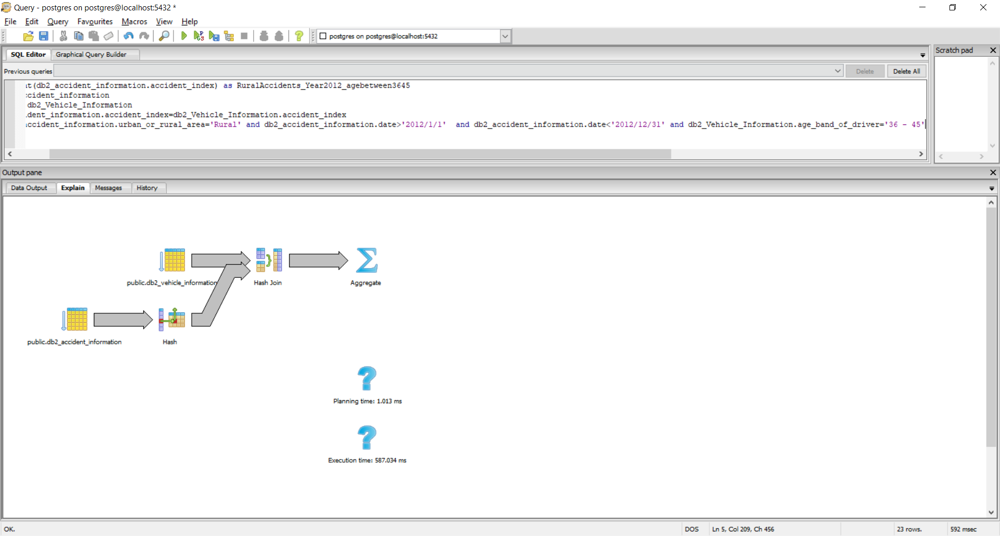 Query - postgres on postgres@localhost:5432 *
File Edit Query Favourites Macros View Help
postgres on postgres@localhost:5432
SQL Editor Graphical Query Builder
Scratch pad
Previous queries Delete Delete All
t(db2_accident_information.accident_index) as RuralAccidents_Year2012_agebetween3645
ccident_information
db2_Vehicle_Information
dent_information.accident_index=db2_Vehicle_Information.accident_index
ccident_information.urban_or_rural_area='Rural' and db2_accident_information.date>'2012/1/1'  and db2_accident_information.date<'2012/12/31' and db2_Vehicle_Information.age_band_of_driver='36 - 45'
Output pane
Data Output Explain Messages History
public.db2_vehicle_information Hash Join Aggregate
public.db2_accident_information Hash
Planning time: 1.013 ms
Execution time: 587.034 ms
OK. DOS Ln 5, Col 209, Ch 456 23 rows. 592 msec